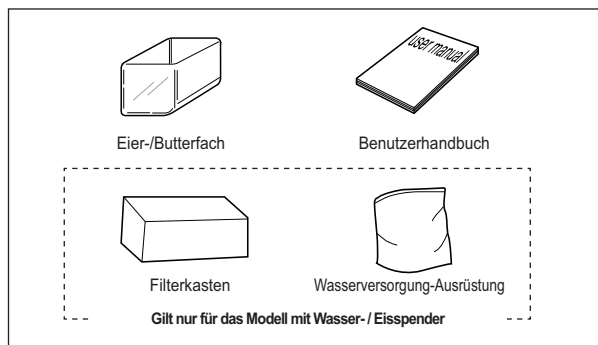 user manual
Eier-/Butterfach
Benutzerhandbuch
Filterkasten
Wasserversorgung-Ausrüstung
Gilt nur für das Modell mit Wasser- / Eisspender